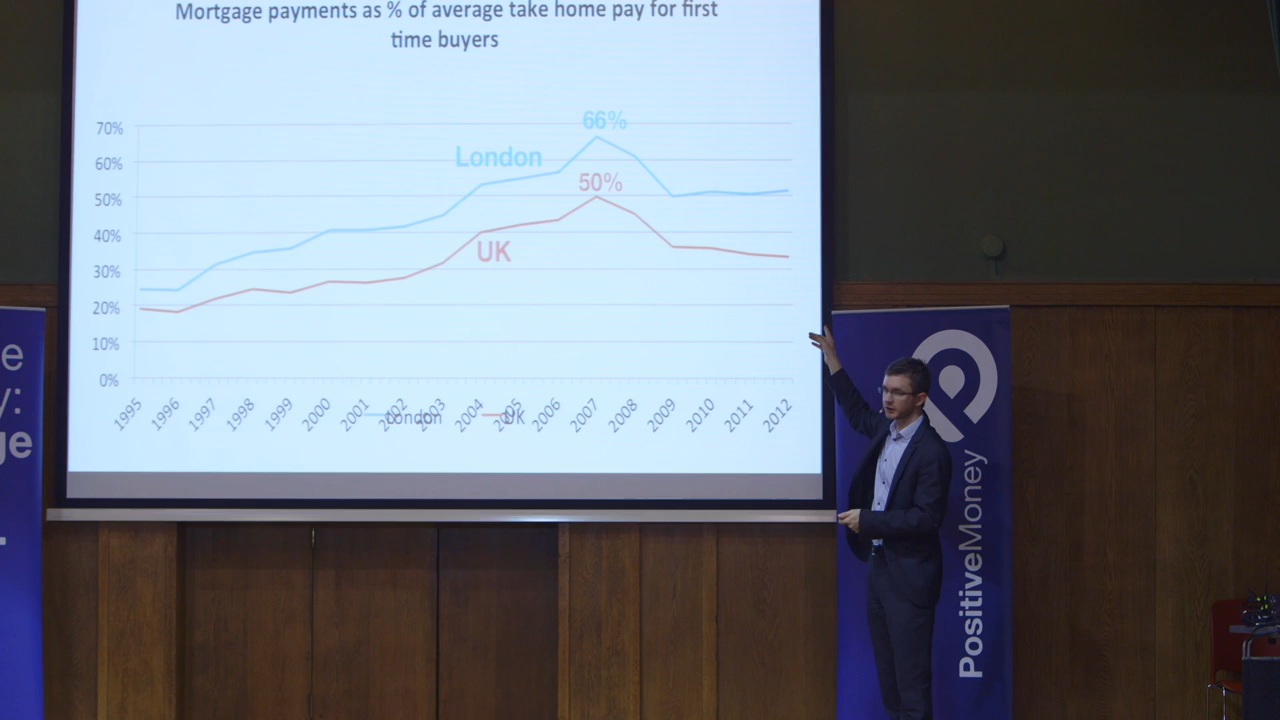 Mortgage payments as % of average take home pay for first
time buyers
70%
60%
50%
40%
30%
20%
10%
0%
66%
London
50%
UK
1995
1996
1997
1998
1999
2000
2001
2002
2003
2004
2005
2006
2007
2008
2009
2010
2011
2012
London
UK
e
y:
ge
PositiveMoney